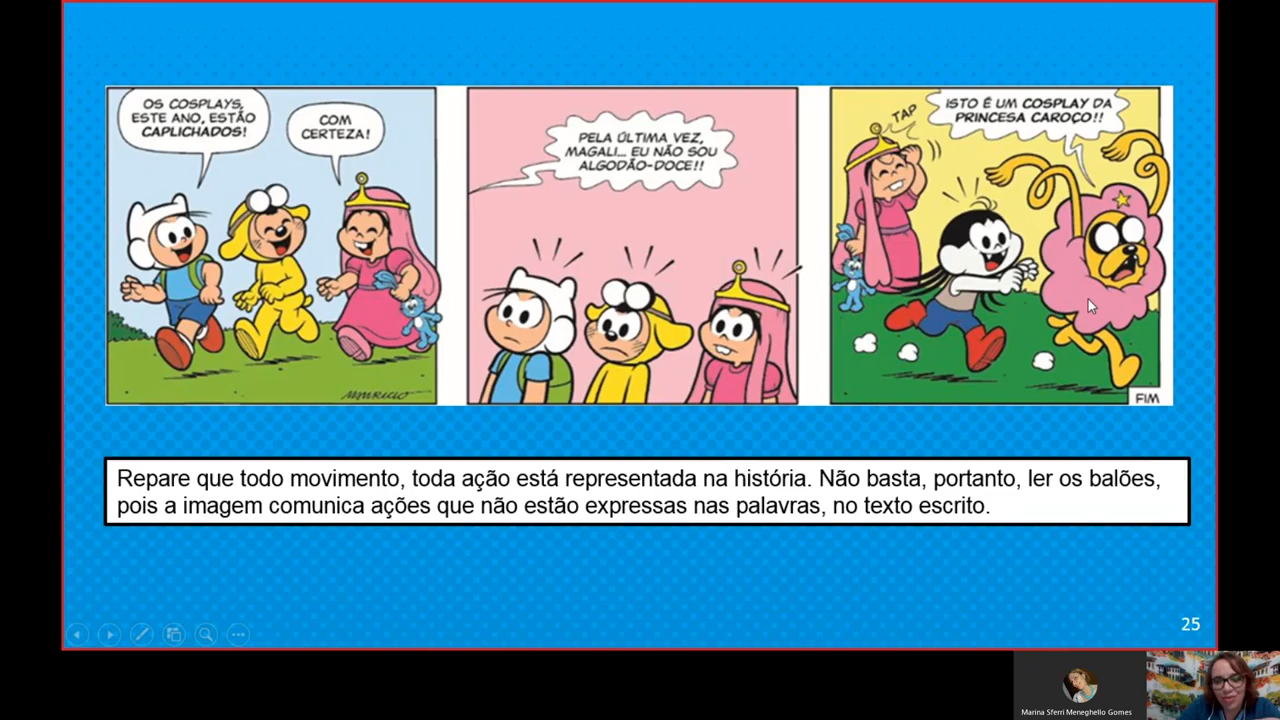 OS COSPLAYS,
ESTE ANO, ESTÃO
CAPLICHADOS!
COM
CERTEZA!
MAURICIO
PELA ÚLTIMA VEZ,
MAGALI... EU NÃO SOU
ALGODÃO-DOCE!!
TAP
ISTO É UM COSPLAY DA
PRINCESA CAROÇO!!
FIM
Repare que todo movimento, toda ação está representada na história. Não basta, portanto, ler os balões,
pois a imagem comunica ações que não estão expressas nas palavras, no texto escrito.
25
Marina Sferri Meneghello Gomes